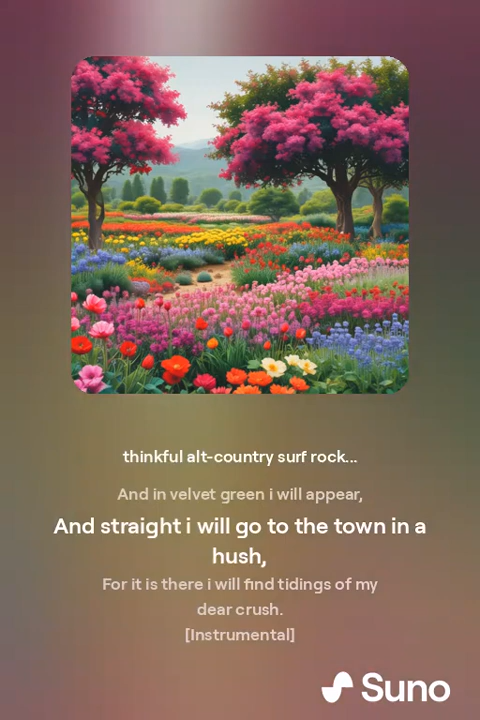 thinkful alt-country surf rock...
And in velvet green i will appear,
And straight i will go to the town in a
hush,
For it is there i will find tidings of my
dear crush.
[Instrumental]
Suno